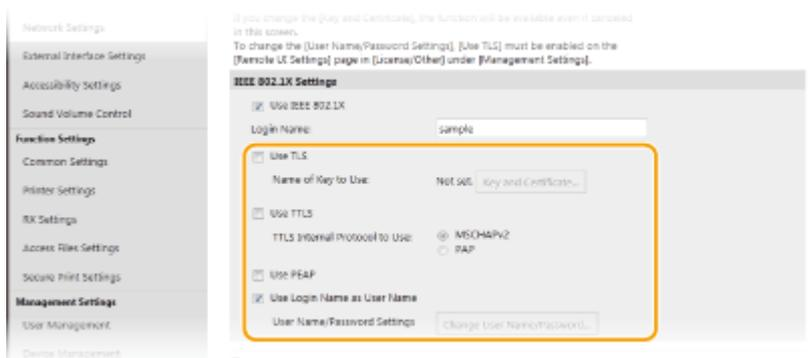 Network Settings
External Interface Settings
Accessibility Settings
Sound Volume Control
Function Settings
Common Settings
Printer Settings
RX Settings
Access Files Settings
Secure Print Settings
Management Settings
User Management
Device Management
If you change the [Key and Certificate], the function will be available even if canceled
in this screen.
To change the [User Name/Password Settings], [Use TLS] must be enabled on the
[Remote UI Settings] page in [License/Other] under [Management Settings].
IEEE 802.1X Settings
Use IEEE 802.1X
Login Name: sample
Use TLS
Name of Key to Use: Not set. Key and Certificate...
Use TTLS
TTLS Internal Protocol to Use: MSCHAPv2
PAP
Use PEAP
Use Login Name as User Name
User Name/Password Settings Change User Name/Password...